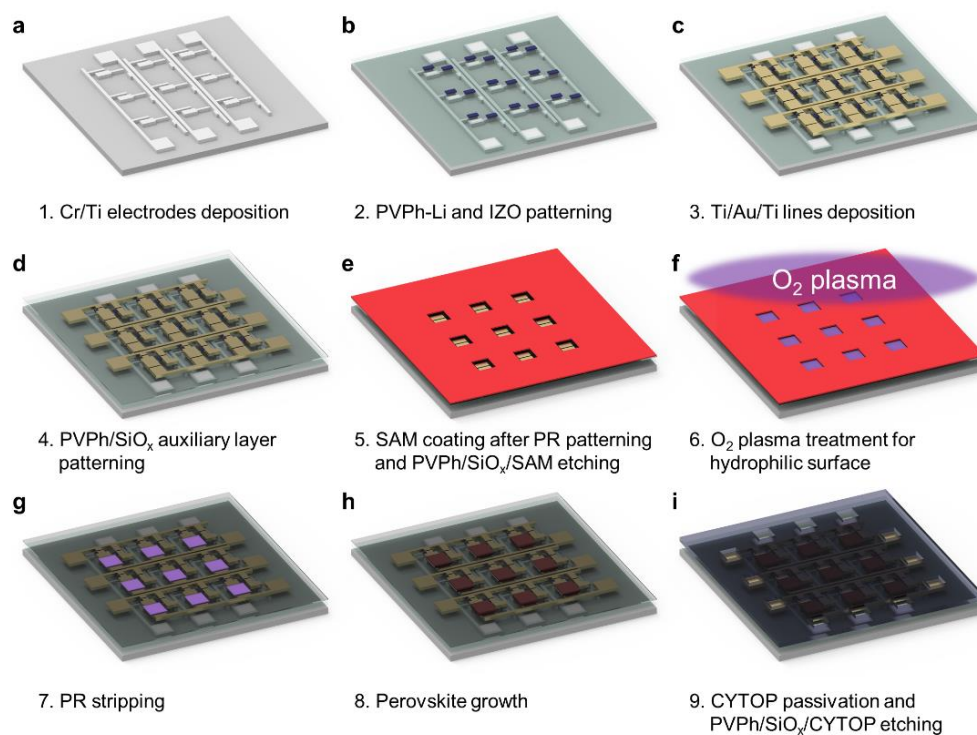 a
b
c
1. Cr/Ti electrodes deposition
2. PVPh-Li and IZO patterning
3. Ti/Au/Ti lines deposition
d
e
f
O₂ plasma
4. PVPh/SiOₓ auxiliary layer
patterning
5. SAM coating after PR patterning
and PVPh/SiOₓ/SAM etching
6. O₂ plasma treatment for
hydrophilic surface
g
h
i
7. PR stripping
8. Perovskite growth
9. CYTOP passivation and
PVPh/SiOₓ/CYTOP etching